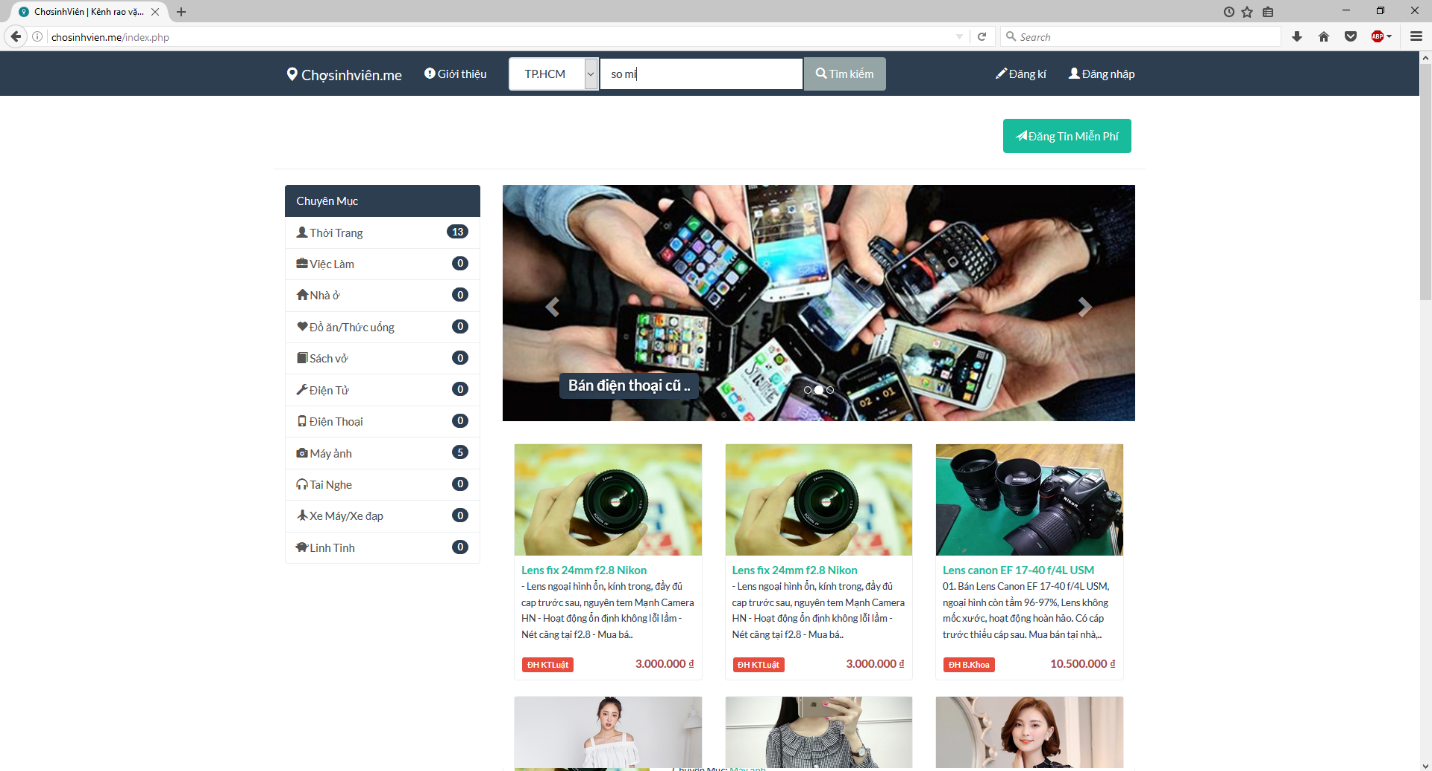 ChợsinhViên | Kênh rao vặ...
chosinhvien.me/index.php
Search
ABP
Chợsinhviên.me
Giới thiệu
TP.HCM
so mi
Tìm kiếm
Đăng kí
Đăng nhập
Đăng Tin Miễn Phí
Chuyên Mục
Thời Trang 13
Việc Làm 0
Nhà ở 0
Đồ ăn/Thức uống 0
Sách vở 0
Điện Tử 0
Điện Thoại 0
Máy ảnh 5
Tai Nghe 0
Xe Máy/Xe đạp 0
Linh Tinh 0
Bán điện thoại cũ ..
Lens fix 24mm f2.8 Nikon
- Lens ngoại hình ổn, kính trong, đầy đủ
cap trước sau, nguyên tem Mạnh Camera
HN - Hoạt động ổn định không lỗi lầm -
Nét căng tại f2.8 - Mua bá..
ĐH KTLuật
3.000.000 ₫
Lens fix 24mm f2.8 Nikon
- Lens ngoại hình ổn, kính trong, đầy đủ
cap trước sau, nguyên tem Mạnh Camera
HN - Hoạt động ổn định không lỗi lầm -
Nét căng tại f2.8 - Mua bá..
ĐH KTLuật
3.000.000 ₫
Lens canon EF 17-40 f/4L USM
01. Bán Lens Canon EF 17-40 f/4L USM,
ngoại hình còn tầm 96-97%, Lens không
mốc xước, hoạt động hoàn hảo. Có cáp
trước thiếu cáp sau. Mua bán tại nhà,..
ĐH B.Khoa
10.500.000 ₫